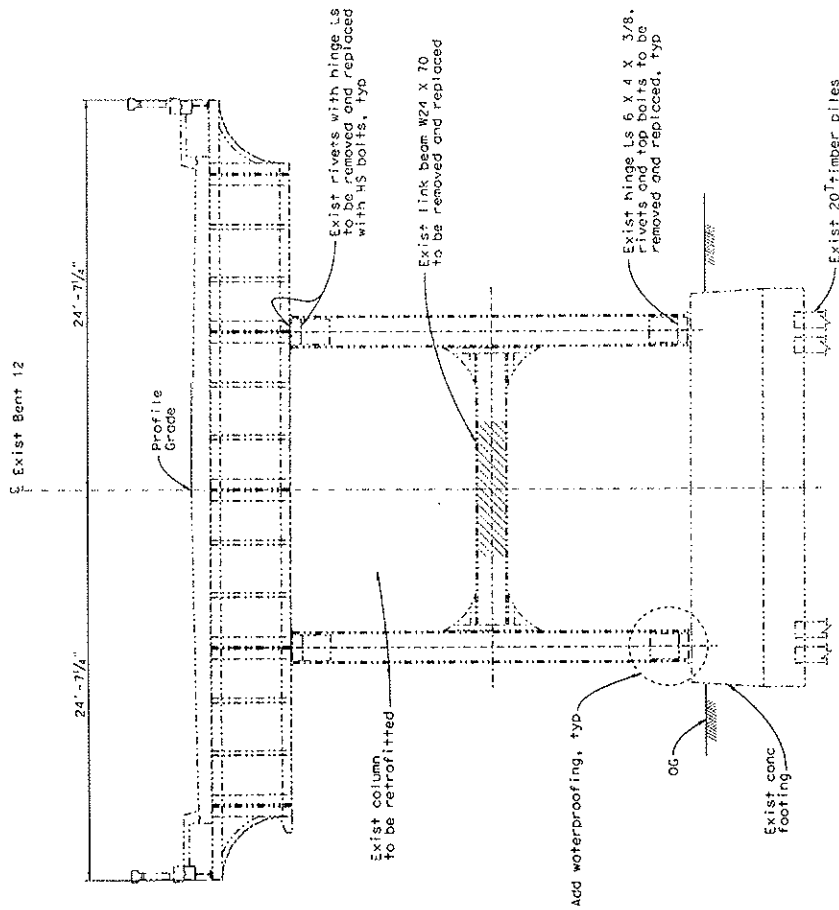 ℄ Exist Bent 12
24'-7¼"
24'-7¼"
Profile
Grade
Exist rivets with hinge Ls
to be removed and replaced
with HS bolts, typ
Exist link beam W24 X 70
to be removed and replaced
Exist column
to be retrofitted
Exist hinge Ls 6 X 4 X 3/8,
rivets and top bolts to be
removed and replaced, typ
Add waterproofing, typ
OG
Exist conc
footing
Exist 20ᵀ timber piles